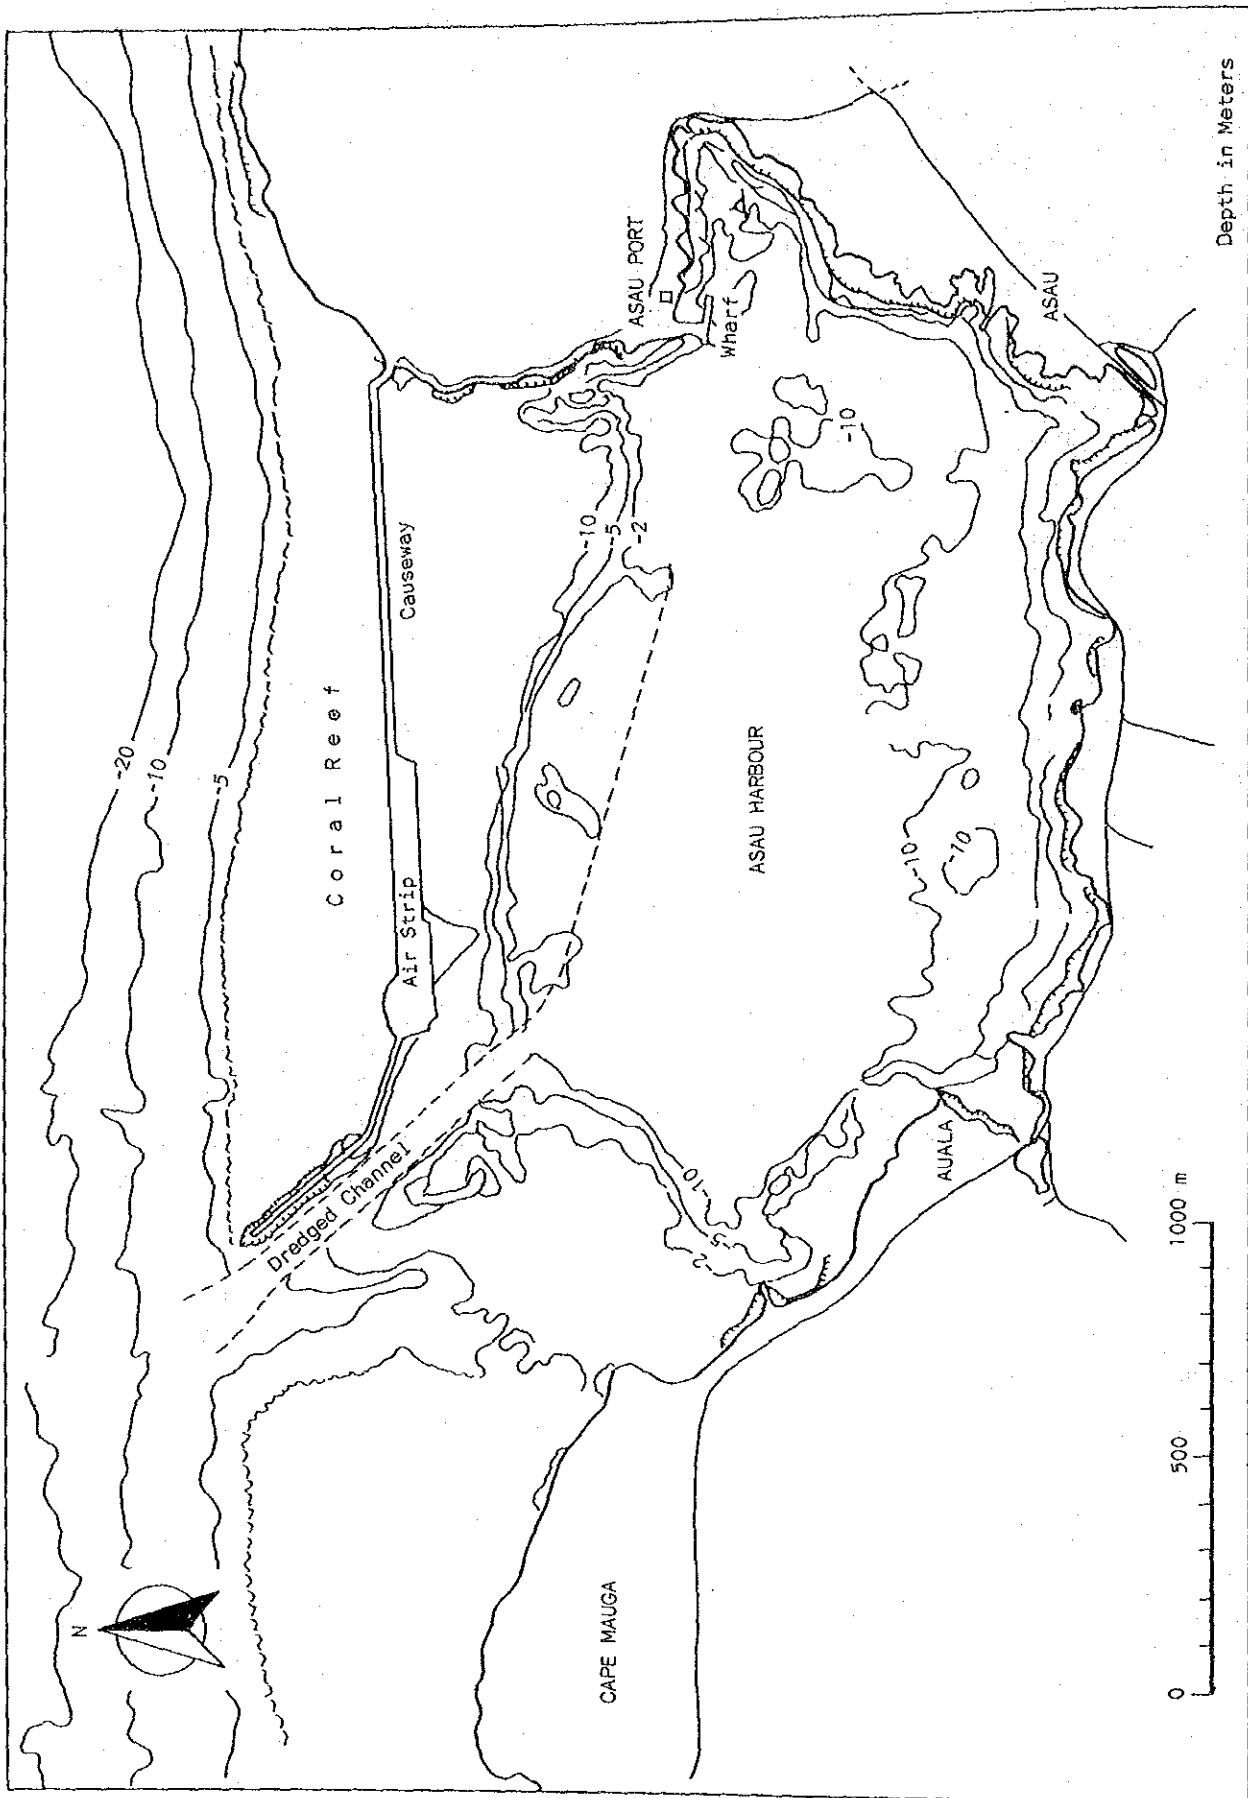 N
-20
-10
-5
Dredged Channel
Coral Reef
Air Strip
Causeway
-10
-5
-2
CAPE MAUGA
ASAU PORT
-10
-2
-5
Wharf
ASAU HARBOUR
-10
-10
-10
AUALA
ASAU
0 500 1000 m
Depth in Meters